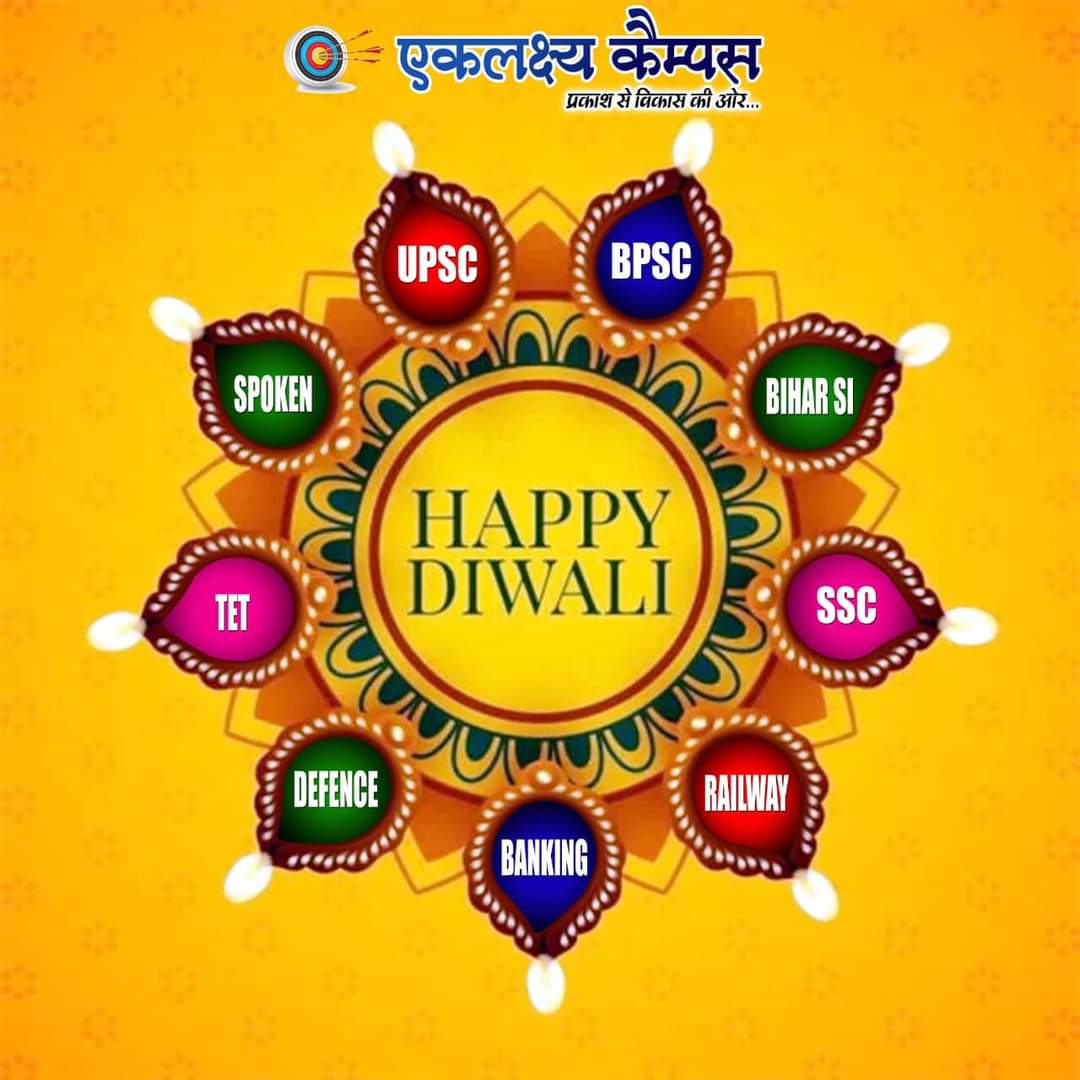 एकलक्ष्य कैम्पस
प्रकाश से विकास की ओर...
UPSC
BPSC
SPOKEN
BIHAR SI
HAPPY
DIWALI
TET
SSC
DEFENCE
RAILWAY
BANKING